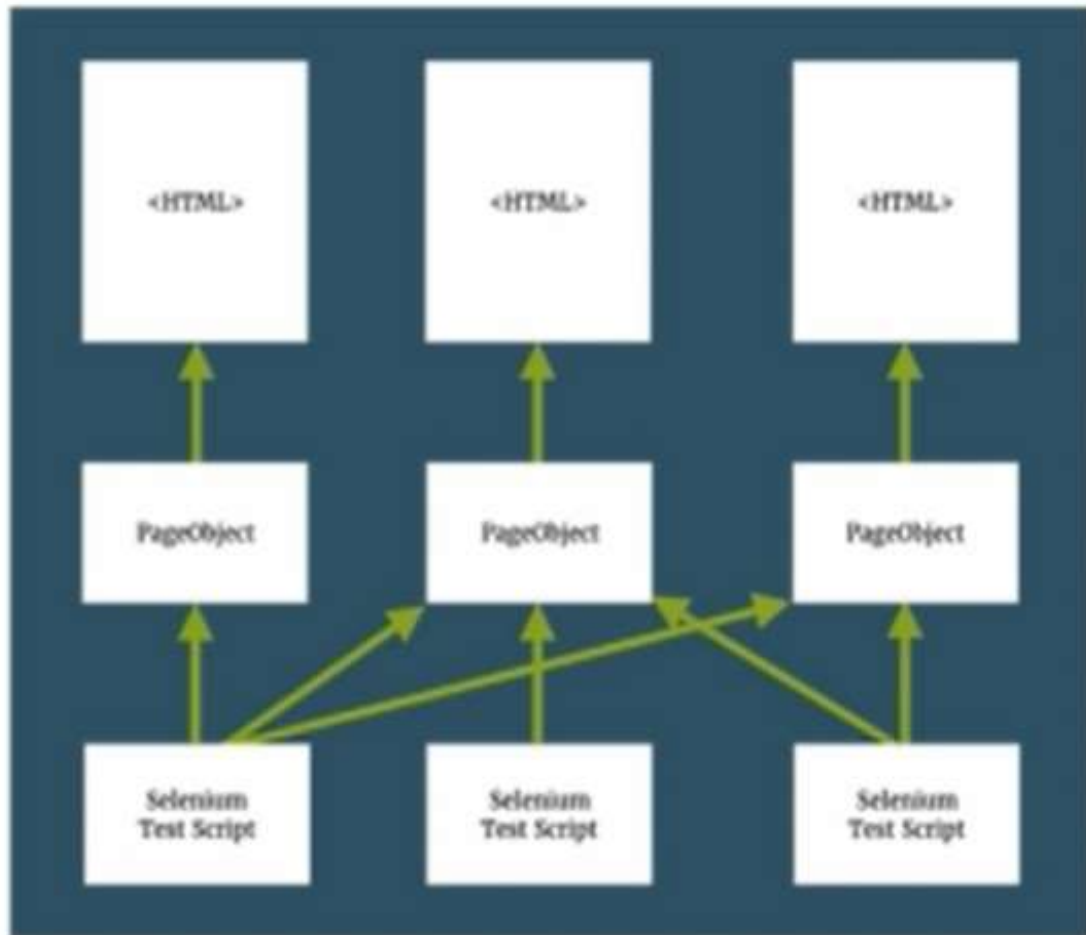 <HTML>
<HTML>
<HTML>
PageObject
PageObject
PageObject
Selenium
Test Script
Selenium
Test Script
Selenium
Test Script